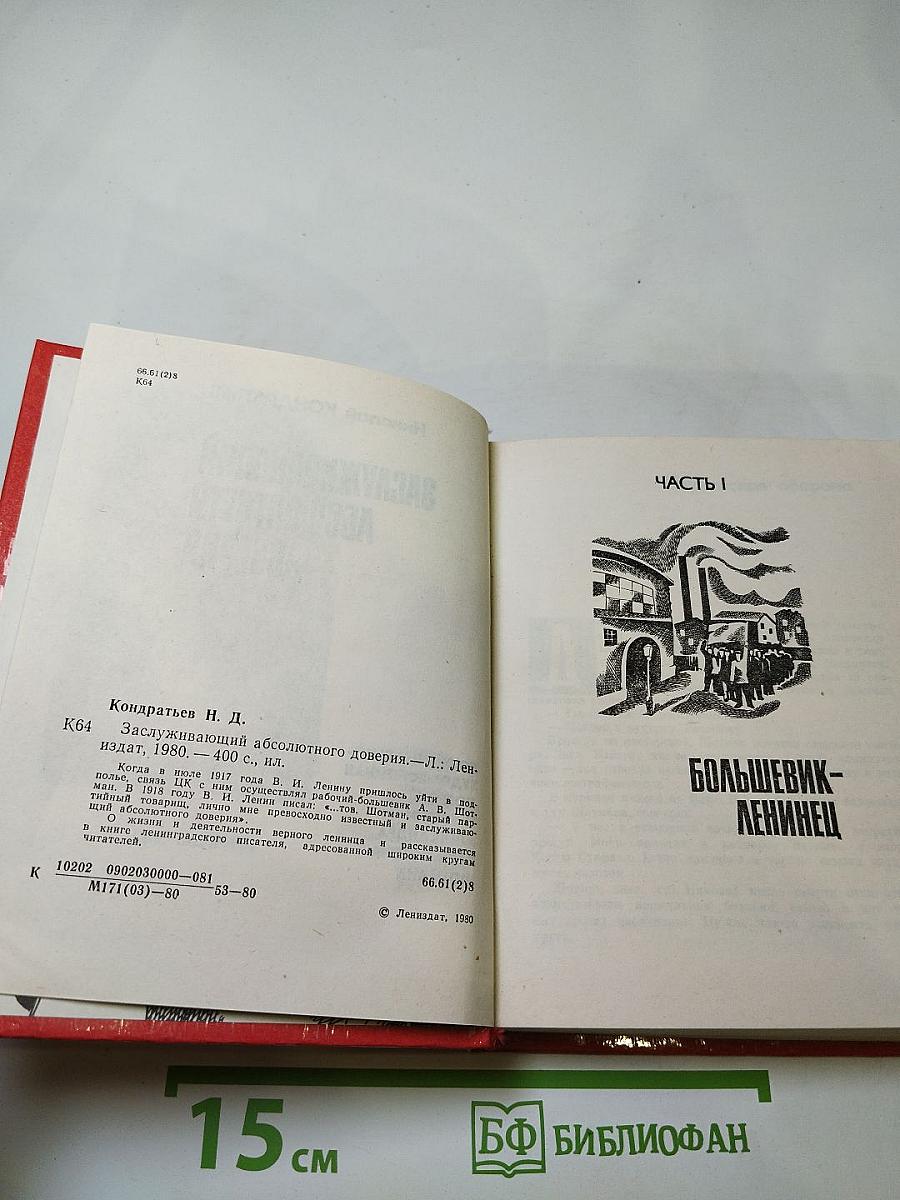 66.61(2)8
К64
Кондратьев Н. Д.
К64 Заслуживающий абсолютного доверия.—Л.: Лен-
издат, 1980. — 400 с., ил.
Когда в июле 1917 года В. И. Ленину пришлось уйти в под-
полье, связь ЦК с ним осуществлял рабочий-большевик А. В. Шот-
ман. В 1918 году В. И. Ленин писал: «...тов. Шотман, старый пар-
тийный товарищ, лично мне превосходно известный и заслуживаю-
щий абсолютного доверия».
О жизни и деятельности верного ленинца и рассказывается
в книге ленинградского писателя, адресованной широким кругам
читателей.
К 10202 0902030000—081
М171(03)—80 53—80
66.61(2)8
© Лениздат, 1980
ЧАСТЬ I
БОЛЬШЕВИК-
ЛЕНИНЕЦ
15 см
БФ БИБЛИОФАН